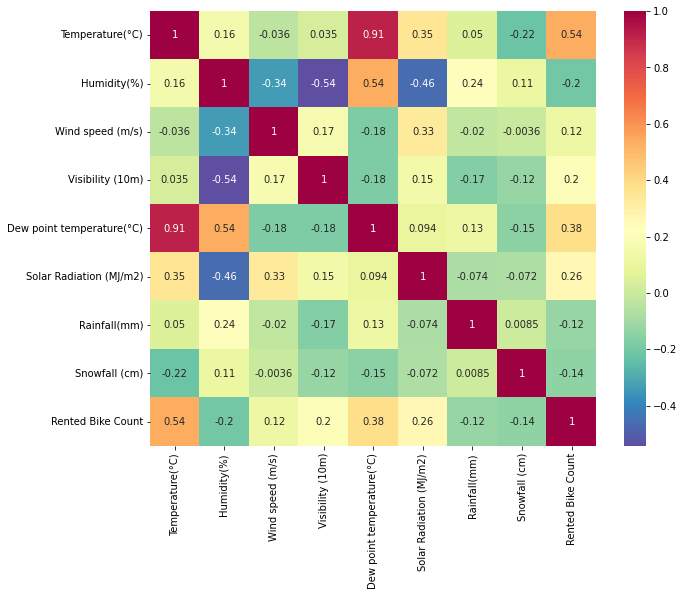 Temperature(°C) 1 0.16 -0.036 0.035 0.91 0.35 0.05 -0.22 0.54
Humidity(%) 0.16 1 -0.34 -0.54 0.54 -0.46 0.24 0.11 -0.2
Wind speed (m/s) -0.036 -0.34 1 0.17 -0.18 0.33 -0.02 -0.0036 0.12
Visibility (10m) 0.035 -0.54 0.17 1 -0.18 0.15 -0.17 -0.12 0.2
Dew point temperature(°C) 0.91 0.54 -0.18 -0.18 1 0.094 0.13 -0.15 0.38
Solar Radiation (MJ/m2) 0.35 -0.46 0.33 0.15 0.094 1 -0.074 -0.072 0.26
Rainfall(mm) 0.05 0.24 -0.02 -0.17 0.13 -0.074 1 0.0085 -0.12
Snowfall (cm) -0.22 0.11 -0.0036 -0.12 -0.15 -0.072 0.0085 1 -0.14
Rented Bike Count 0.54 -0.2 0.12 0.2 0.38 0.26 -0.12 -0.14 1
Temperature(°C)
Humidity(%)
Wind speed (m/s)
Visibility (10m)
Dew point temperature(°C)
Solar Radiation (MJ/m2)
Rainfall(mm)
Snowfall (cm)
Rented Bike Count
1.0
0.8
0.6
0.4
0.2
0.0
−0.2
−0.4